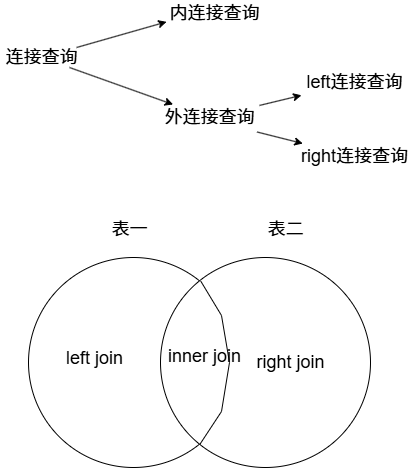 内连接查询
连接查询
left连接查询
外连接查询
right连接查询
表一
表二
left join
inner join
right join